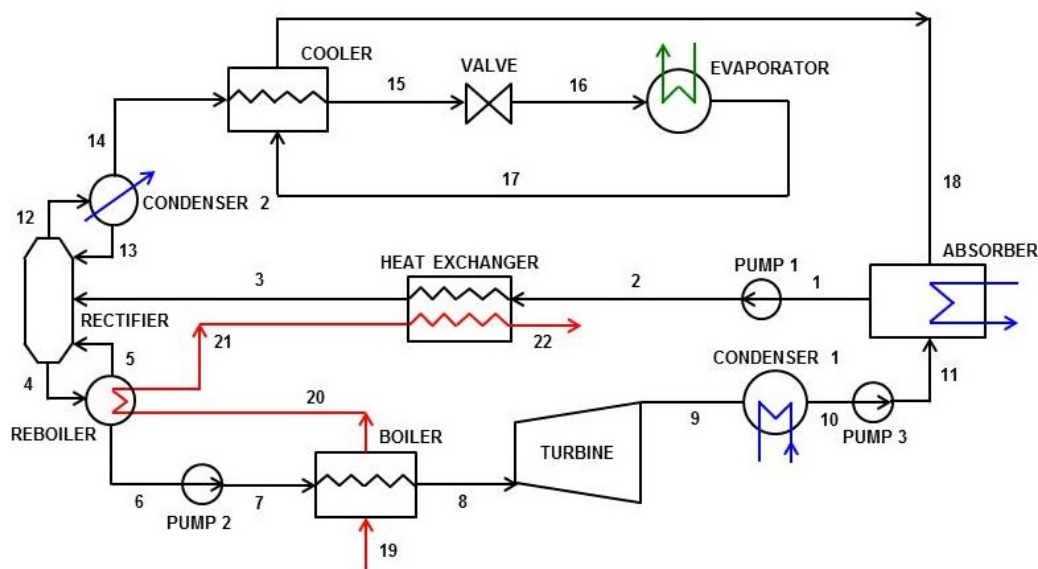 COOLER
VALVE
EVAPORATOR
15
16
14
17
12
CONDENSER 2
18
13
HEAT EXCHANGER
PUMP 1
ABSORBER
3
2
1
RECTIFIER
21
22
CONDENSER 1
4
5
11
20
9
10
REBOILER
BOILER
TURBINE
PUMP 3
6
7
8
PUMP 2
19